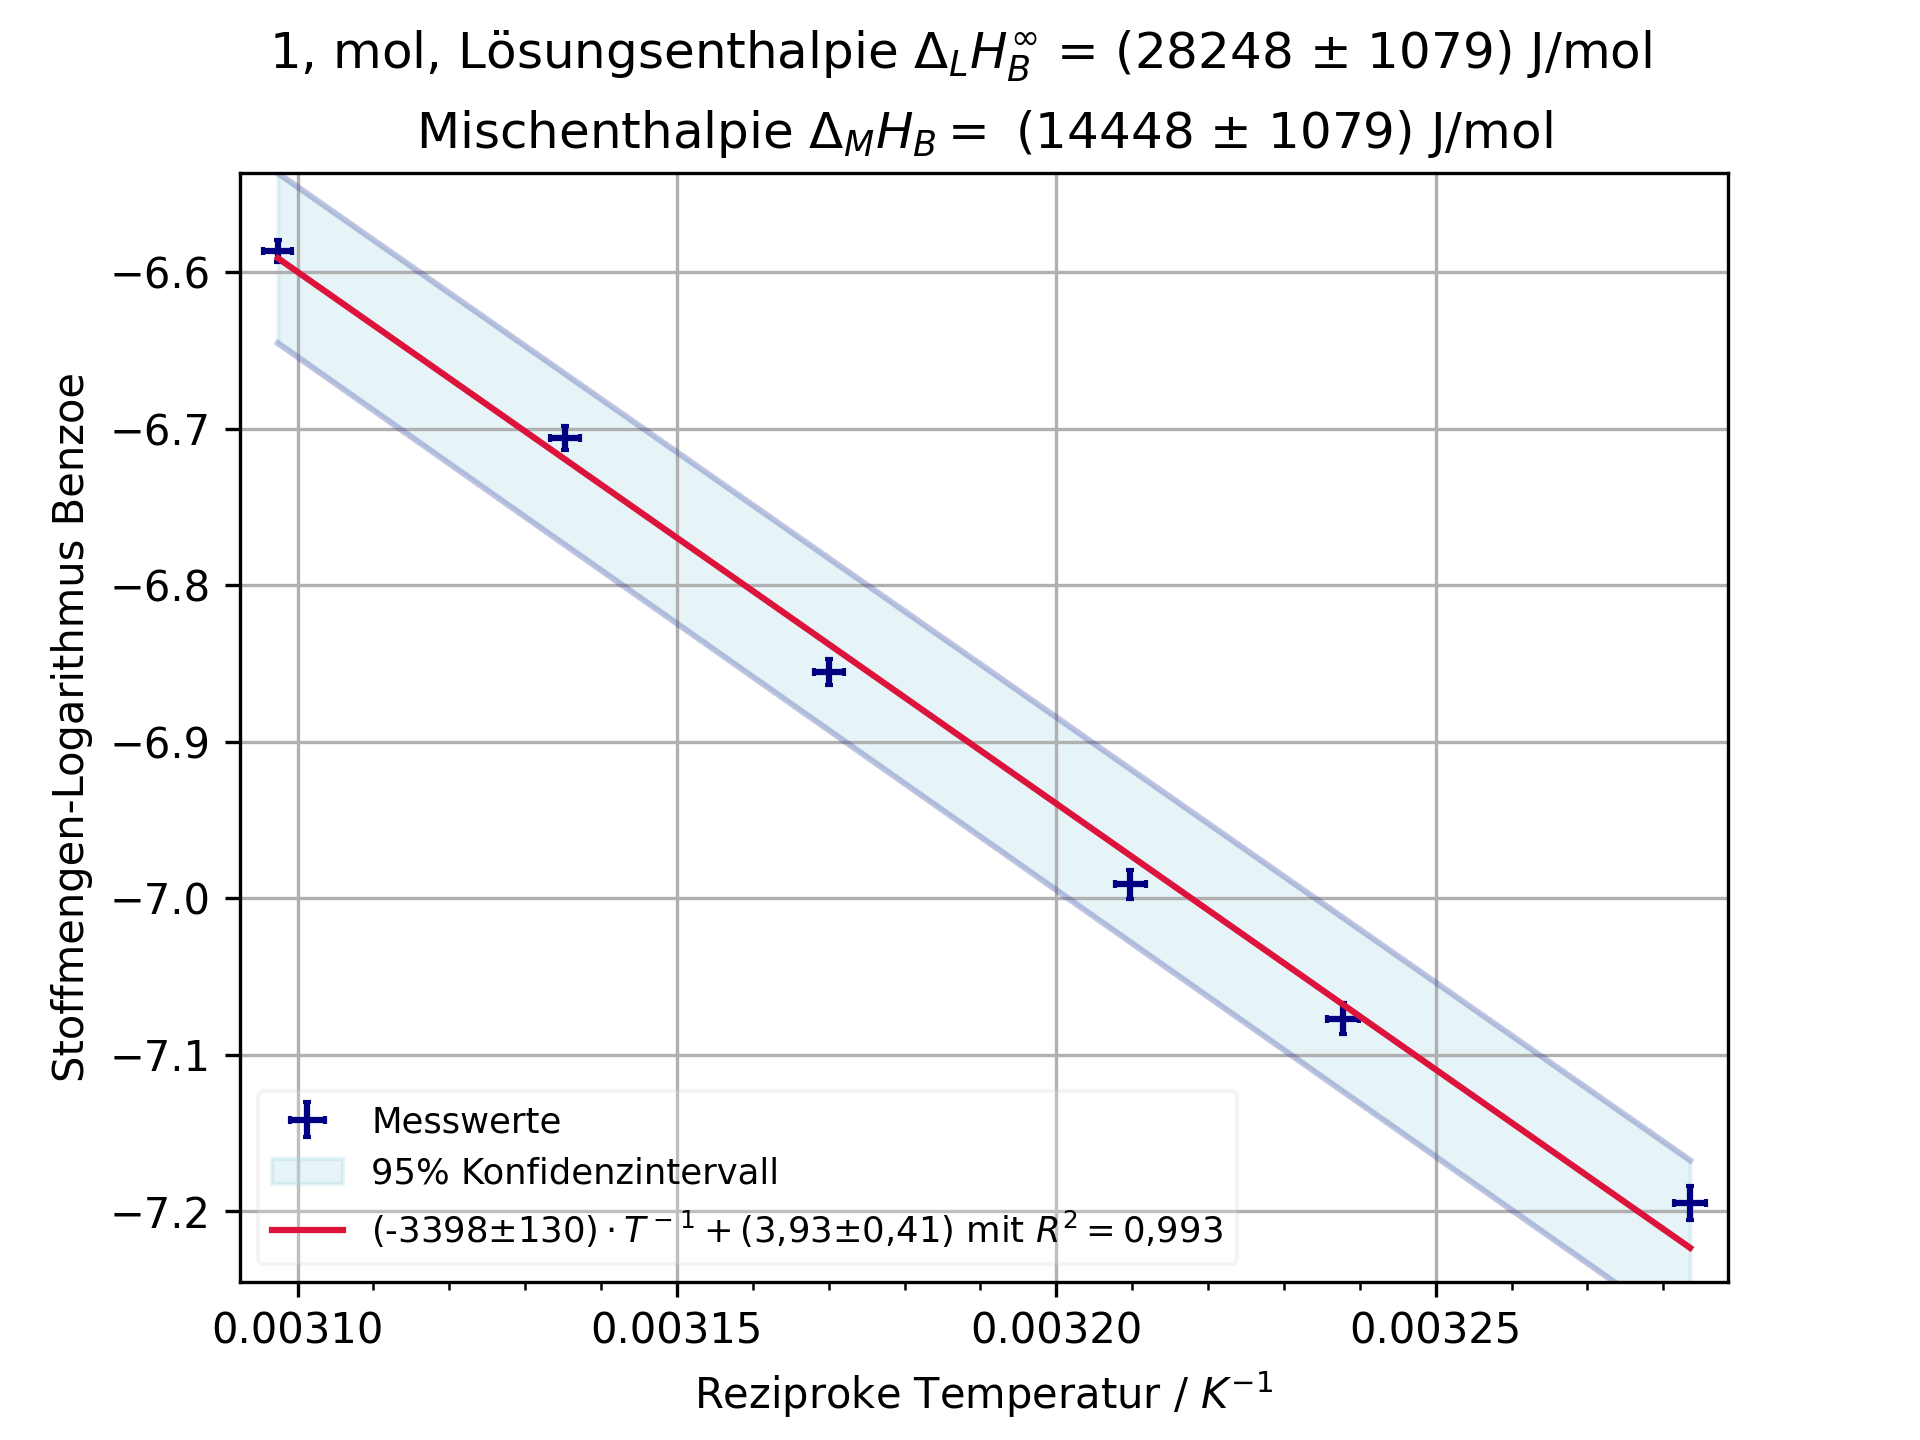 1, mol, Lösungsenthalpie Δ_L H_B^∞ = (28248 ± 1079) J/mol
Mischenthalpie Δ_M H_B = (14448 ± 1079) J/mol
Stoffmengen-Logarithmus Benzoe
−6.6
−6.7
−6.8
−6.9
−7.0
−7.1
−7.2
Messwerte
95% Konfidenzintervall
(-3398±130) · T⁻¹ + (3,93±0,41) mit R² = 0,993
0.00310 0.00315 0.00320 0.00325
Reziproke Temperatur / K⁻¹